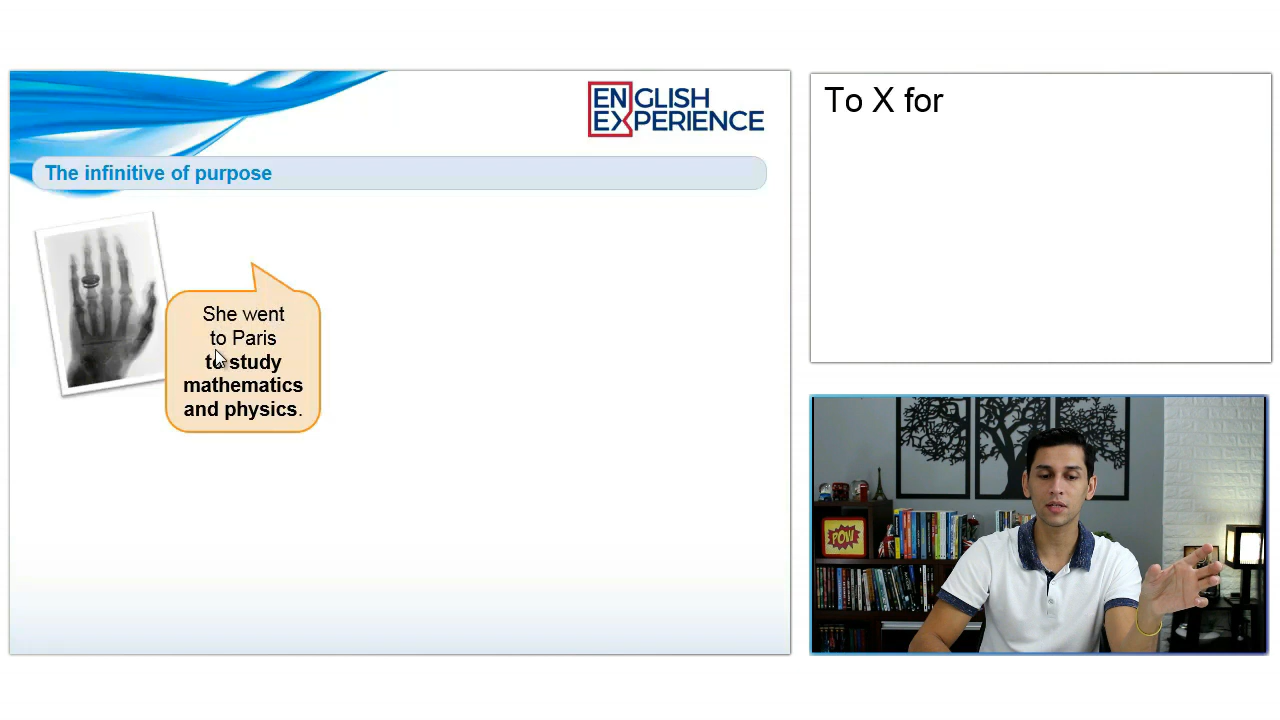 ENGLISH
EXPERIENCE
The infinitive of purpose
She went
to Paris
to study
mathematics
and physics.
To X for
POW